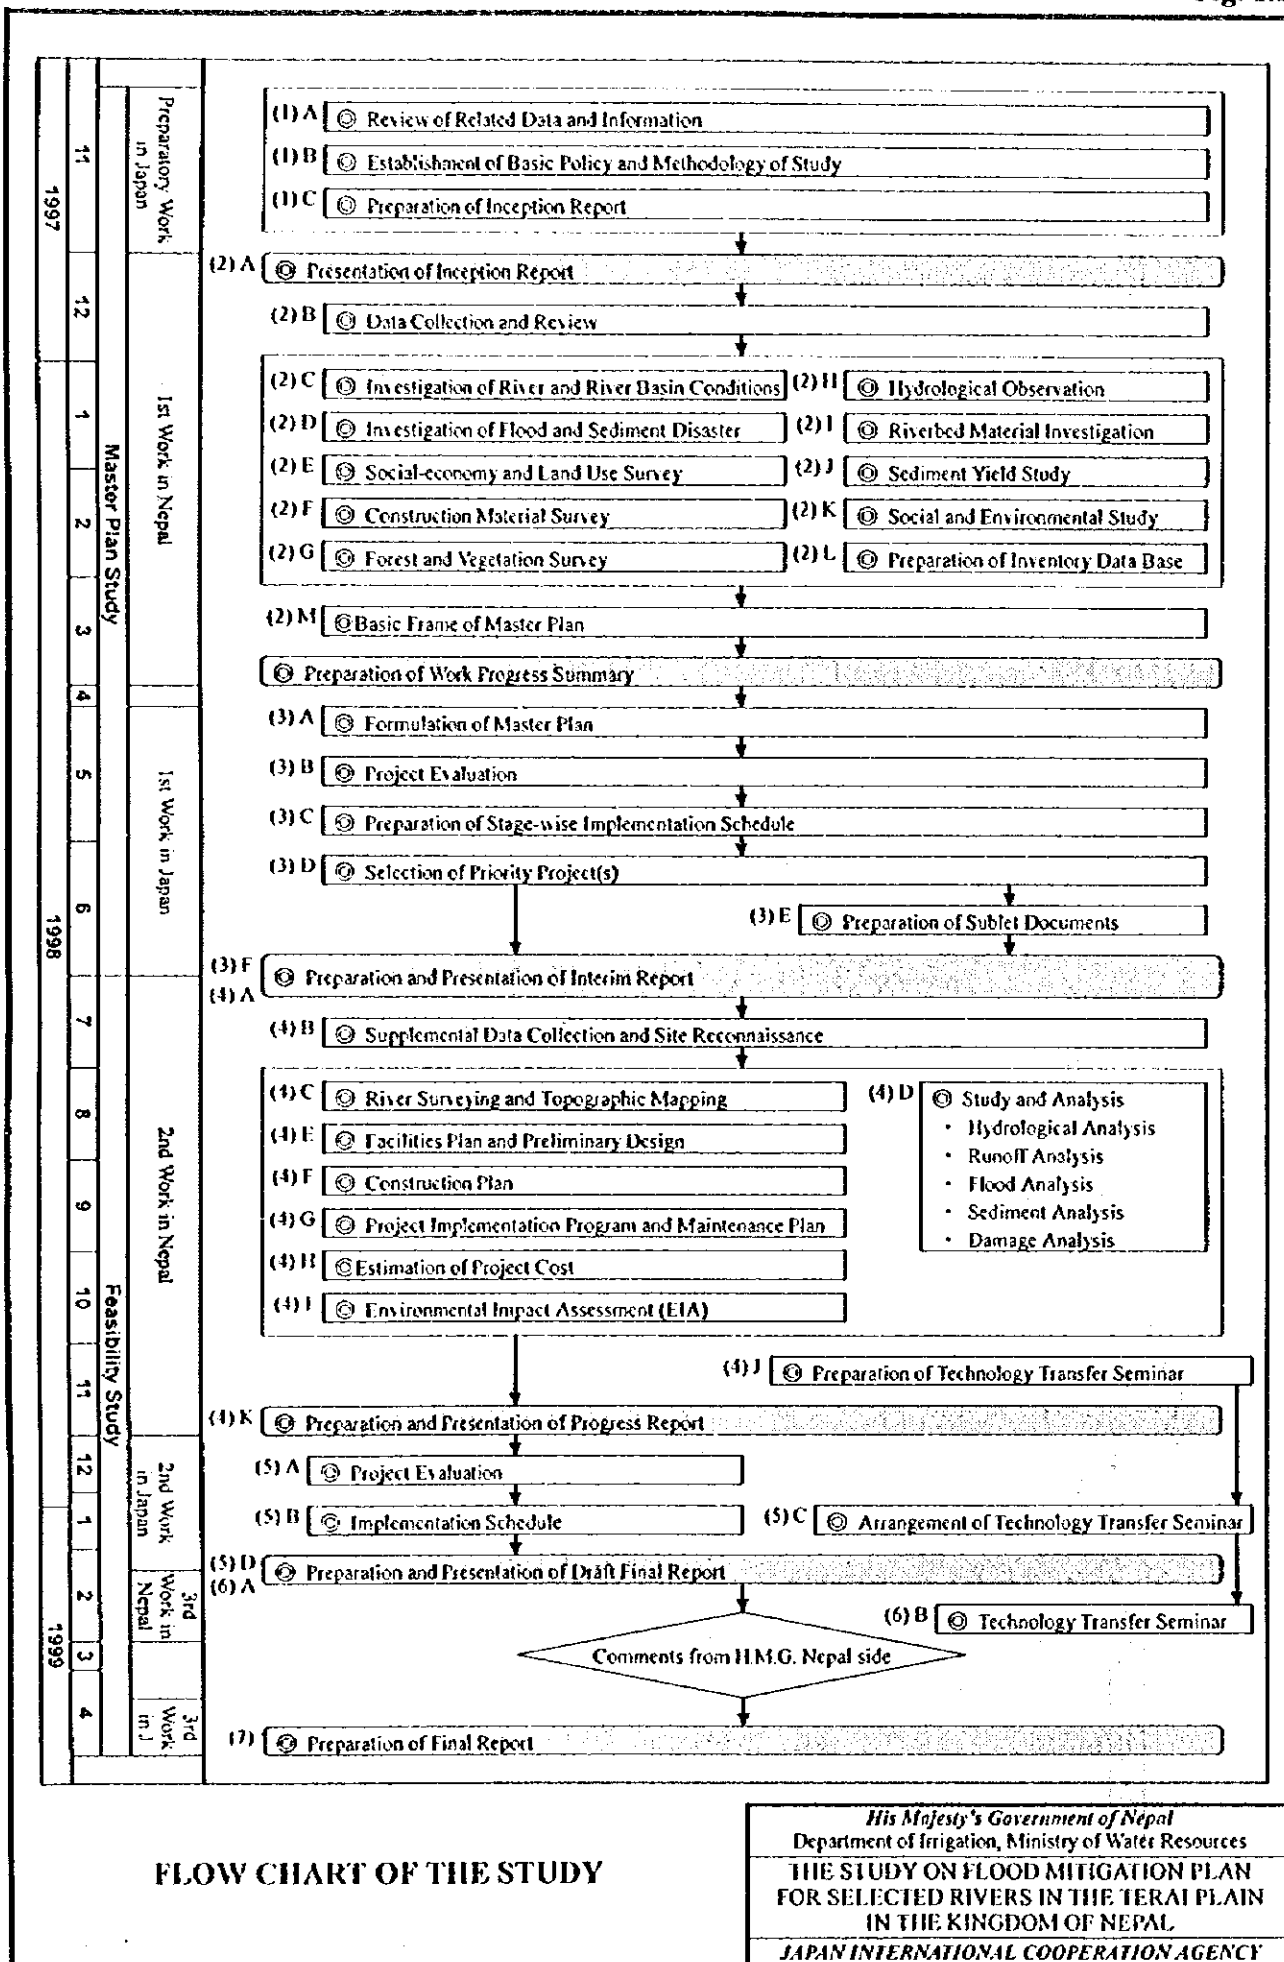 1997
1998
1999
11
12
1
2
3
4
5
6
7
8
9
10
11
12
1
2
3
4
Master Plan Study
Feasibility Study
Preparatory Work
in Japan
1st Work in Nepal
1st Work in Japan
2nd Work in Nepal
2nd Work
in Japan
3rd
Work in
Nepal
3rd
Work
in J
(1) A ◎ Review of Related Data and Information
(1) B ◎ Establishment of Basic Policy and Methodology of Study
(1) C ◎ Preparation of Inception Report
(2) A ◎ Presentation of Inception Report
(2) B ◎ Data Collection and Review
(2) C ◎ Investigation of River and River Basin Conditions
(2) D ◎ Investigation of Flood and Sediment Disaster
(2) E ◎ Social-economy and Land Use Survey
(2) F ◎ Construction Material Survey
(2) G ◎ Forest and Vegetation Survey
(2) H ◎ Hydrological Observation
(2) I ◎ Riverbed Material Investigation
(2) J ◎ Sediment Yield Study
(2) K ◎ Social and Environmental Study
(2) L ◎ Preparation of Inventory Data Base
(2) M ◎ Basic Frame of Master Plan
◎ Preparation of Work Progress Summary
(3) A ◎ Formulation of Master Plan
(3) B ◎ Project Evaluation
(3) C ◎ Preparation of Stage-wise Implementation Schedule
(3) D ◎ Selection of Priority Project(s)
(3) E ◎ Preparation of Sublet Documents
(3) F
(4) A
◎ Preparation and Presentation of Interim Report
(4) B ◎ Supplemental Data Collection and Site Reconnaissance
(4) C ◎ River Surveying and Topographic Mapping
(4) E ◎ Facilities Plan and Preliminary Design
(4) F ◎ Construction Plan
(4) G ◎ Project Implementation Program and Maintenance Plan
(4) H ◎ Estimation of Project Cost
(4) I ◎ Environmental Impact Assessment (EIA)
(4) D ◎ Study and Analysis
• Hydrological Analysis
• Runoff Analysis
• Flood Analysis
• Sediment Analysis
• Damage Analysis
(4) J ◎ Preparation of Technology Transfer Seminar
(4) K ◎ Preparation and Presentation of Progress Report
(5) A ◎ Project Evaluation
(5) B ◎ Implementation Schedule
(5) C ◎ Arrangement of Technology Transfer Seminar
(5) D
(6) A
◎ Preparation and Presentation of Draft Final Report
(6) B ◎ Technology Transfer Seminar
Comments from H.M.G. Nepal side
(7) ◎ Preparation of Final Report
FLOW CHART OF THE STUDY
His Majesty's Government of Nepal
Department of Irrigation, Ministry of Water Resources
THE STUDY ON FLOOD MITIGATION PLAN
FOR SELECTED RIVERS IN THE TERAI PLAIN
IN THE KINGDOM OF NEPAL
JAPAN INTERNATIONAL COOPERATION AGENCY